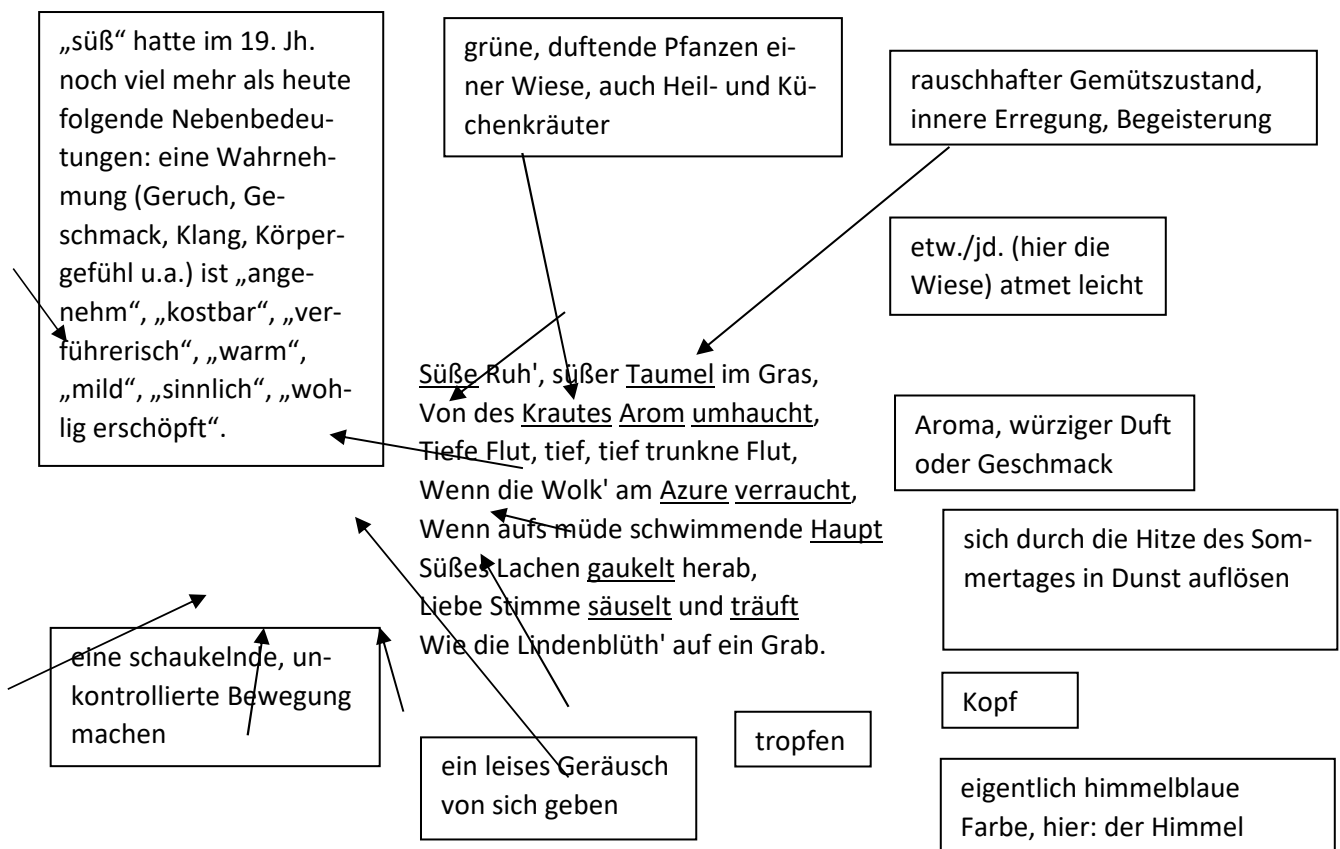 „süß“ hatte im 19. Jh.
noch viel mehr als heute
folgende Nebenbedeu-
tungen: eine Wahrneh-
mung (Geruch, Ge-
schmack, Klang, Körper-
gefühl u.a.) ist „ange-
nehm“, „kostbar“, „ver-
führerisch“, „warm“,
„mild“, „sinnlich“, „woh-
lig erschöpft“.
grüne, duftende Pfanzen ei-
ner Wiese, auch Heil- und Kü-
chenkräuter
rauschhafter Gemütszustand,
innere Erregung, Begeisterung
etw./jd. (hier die
Wiese) atmet leicht
Süße Ruh', süßer Taumel im Gras,
Von des Krautes Arom umhaucht,
Tiefe Flut, tief, tief trunkne Flut,
Wenn die Wolk' am Azure verraucht,
Wenn aufs müde schwimmende Haupt
Süßes Lachen gaukelt herab,
Liebe Stimme säuselt und träuft
Wie die Lindenblüth' auf ein Grab.
Aroma, würziger Duft
oder Geschmack
sich durch die Hitze des Som-
mertages in Dunst auflösen
eine schaukelnde, un-
kontrollierte Bewegung
machen
ein leises Geräusch
von sich geben
tropfen
Kopf
eigentlich himmelblaue
Farbe, hier: der Himmel